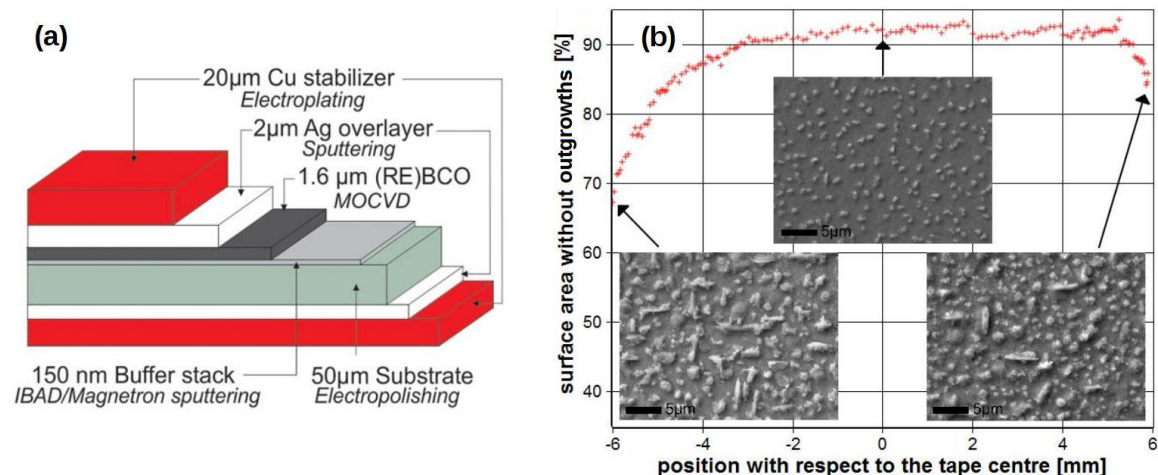 (a)
20μm Cu stabilizer
Electroplating
2μm Ag overlayer
Sputtering
1.6 μm (RE)BCO
MOCVD
150 nm Buffer stack
IBAD/Magnetron sputtering
50μm Substrate
Electropolishing
(b)
surface area without outgrowths [%]
90
80
70
60
50
40
5μm
5μm
5μm
-6
-4
-2
0
2
4
6
position with respect to the tape centre [mm]